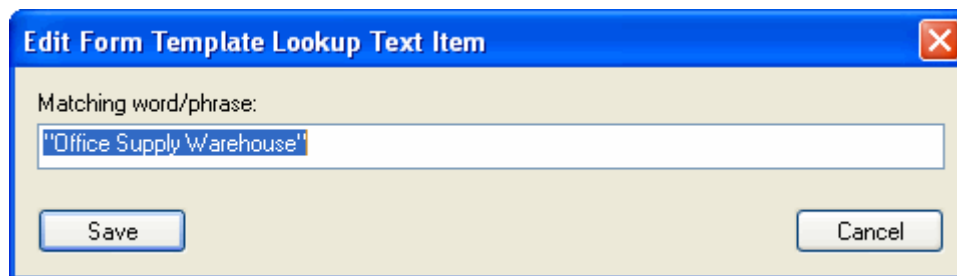 Edit Form Template Lookup Text Item
Matching word/phrase:
"Office Supply Warehouse"
Save Cancel